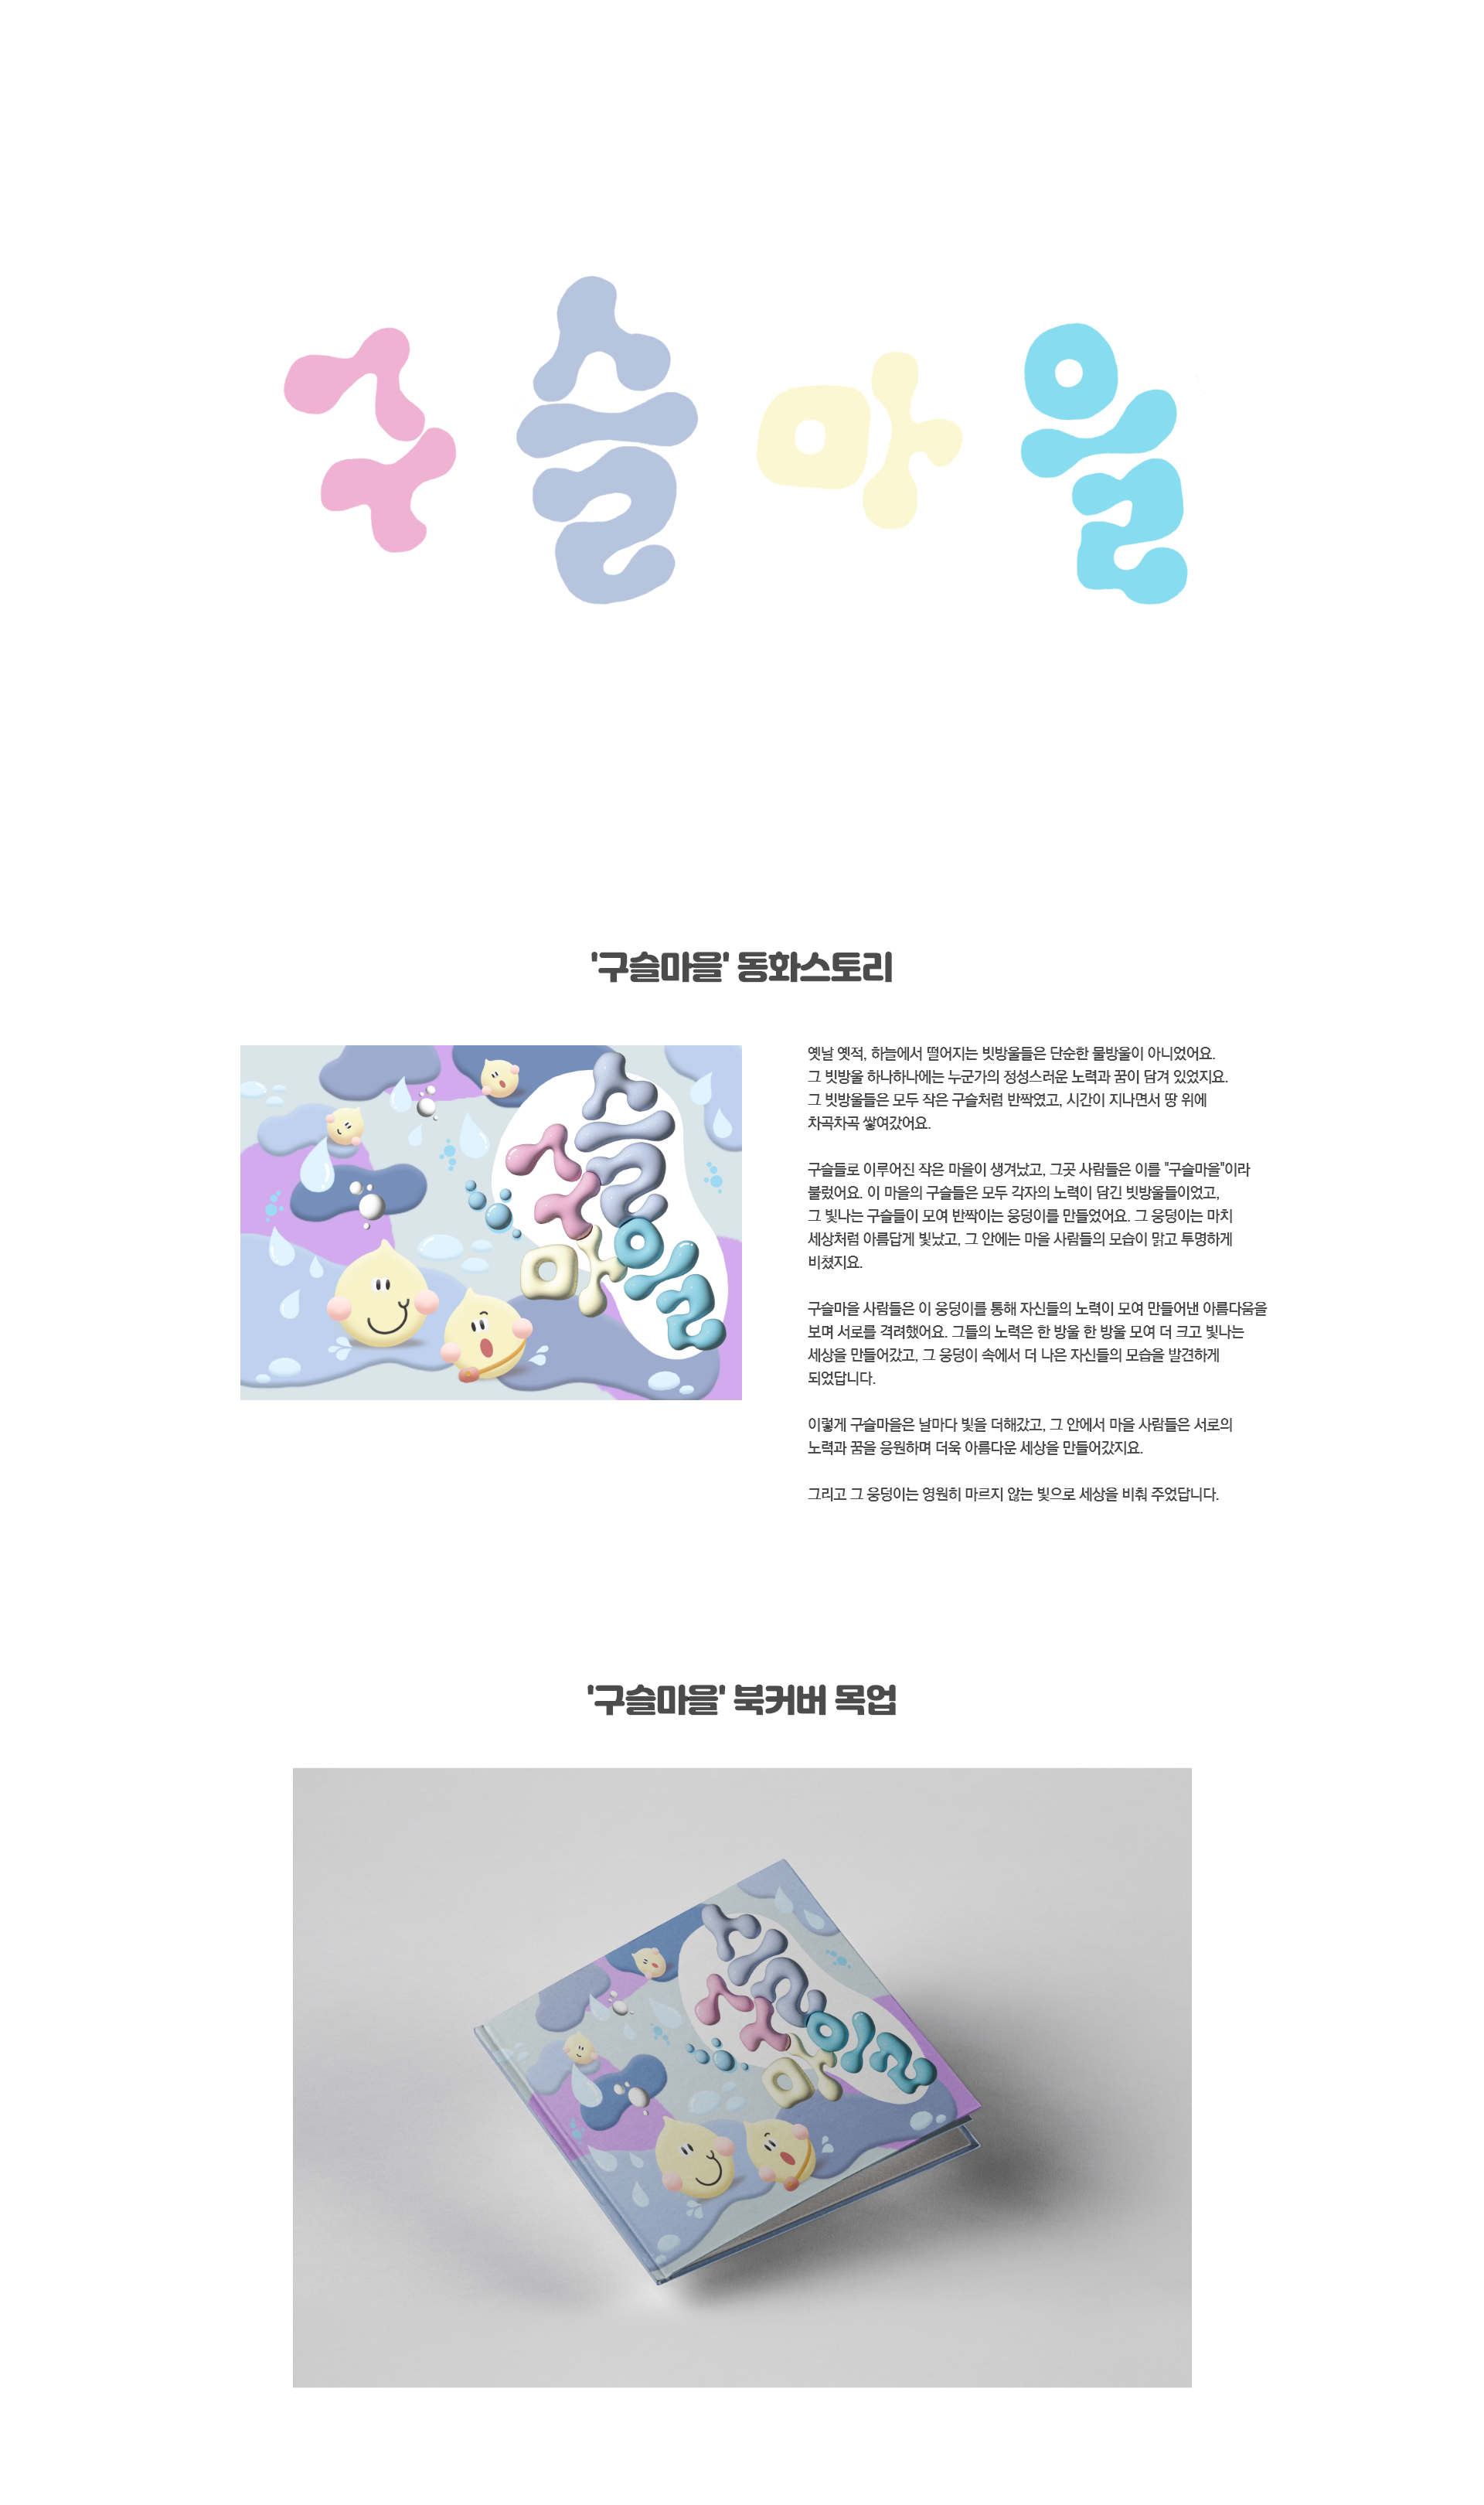 구슬마을
'구슬마을' 동화스토리
구슬마을
옛날 옛적, 하늘에서 떨어지는 빗방울들은 단순한 물방울이 아니었어요.
그 빗방울 하나하나에는 누군가의 정성스러운 노력과 꿈이 담겨 있었지요.
그 빗방울들은 모두 작은 구슬처럼 반짝였고, 시간이 지나면서 땅 위에
차곡차곡 쌓여갔어요.
구슬들로 이루어진 작은 마을이 생겨났고, 그곳 사람들은 이를 "구슬마을"이라
불렀어요. 이 마을의 구슬들은 모두 각자의 노력이 담긴 빗방울들이었고,
그 빛나는 구슬들이 모여 반짝이는 웅덩이를 만들었어요. 그 웅덩이는 마치
세상처럼 아름답게 빛났고, 그 안에는 마을 사람들의 모습이 맑고 투명하게
비쳤지요.
구슬마을 사람들은 이 웅덩이를 통해 자신들의 노력이 모여 만들어낸 아름다움을
보며 서로를 격려했어요. 그들의 노력은 한 방울 한 방울 모여 더 크고 빛나는
세상을 만들어갔고, 그 웅덩이 속에서 더 나은 자신들의 모습을 발견하게
되었답니다.
이렇게 구슬마을은 날마다 빛을 더해갔고, 그 안에서 마을 사람들은 서로의
노력과 꿈을 응원하며 더욱 아름다운 세상을 만들어갔지요.
그리고 그 웅덩이는 영원히 마르지 않는 빛으로 세상을 비춰 주었답니다.
'구슬마을' 북커버 목업
구슬마을